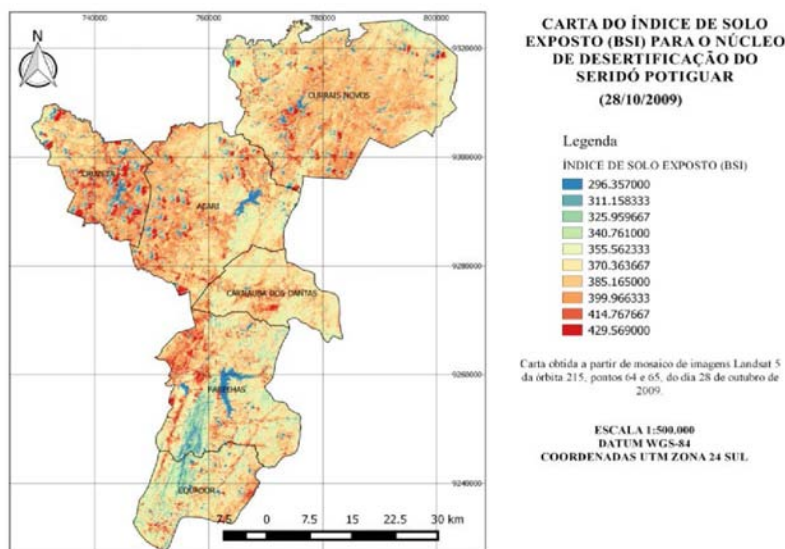 740000
760000
780000
800000
N
9320000
9300000
9280000
9260000
9240000
CURRAIS NOVOS
CRUZETA
ACARI
CARNAÚBA DOS DANTAS
PARELHAS
EQUADOR
7.5 0 7.5 15 22.5 30 km
CARTA DO ÍNDICE DE SOLO
EXPOSTO (BSI) PARA O NÚCLEO
DE DESERTIFICAÇÃO DO
SERIDÓ POTIGUAR
(28/10/2009)
Legenda
ÍNDICE DE SOLO EXPOSTO (BSI)
296.357000
311.158333
325.959667
340.761000
355.562333
370.363667
385.165000
399.966333
414.767667
429.569000
Carta obtida a partir de mosaico de imagens Landsat 5
da órbita 215, pontos 64 e 65, do dia 28 de outubro de
2009.
ESCALA 1:500.000
DATUM WGS-84
COORDENADAS UTM ZONA 24 SUL